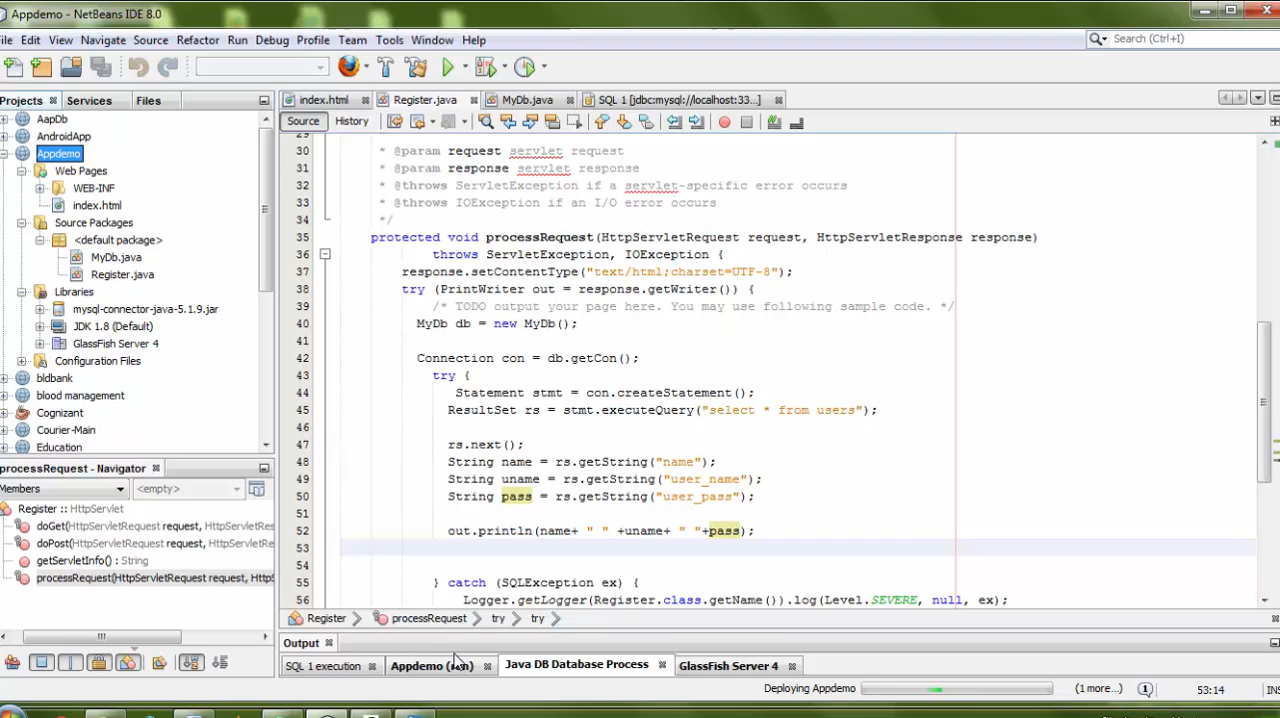 Appdemo - NetBeans IDE 8.0
File Edit View Navigate Source Refactor Run Debug Profile Team Tools Window Help
Search (Ctrl+I)
Projects Services Files
index.html Register.java MyDb.java SQL 1 [jdbc:mysql://localhost:33...]
Source History
AapDb
AndroidApp
Appdemo
Web Pages
WEB-INF
index.html
Source Packages
<default package>
MyDb.java
Register.java
Libraries
mysql-connector-java-5.1.9.jar
JDK 1.8 (Default)
GlassFish Server 4
Configuration Files
bldbank
blood management
Cognizant
Courier-Main
Education
29
30 * @param request servlet request
31 * @param response servlet response
32 * @throws ServletException if a servlet-specific error occurs
33 * @throws IOException if an I/O error occurs
34 */
35 protected void processRequest(HttpServletRequest request, HttpServletResponse response)
36 throws ServletException, IOException {
37 response.setContentType("text/html;charset=UTF-8");
38 try (PrintWriter out = response.getWriter()) {
39 /* TODO output your page here. You may use following sample code. */
40 MyDb db = new MyDb();
41
42 Connection con = db.getCon();
43 try {
44 Statement stmt = con.createStatement();
45 ResultSet rs = stmt.executeQuery("select * from users");
46
47 rs.next();
48 String name = rs.getString("name");
49 String uname = rs.getString("user_name");
50 String pass = rs.getString("user_pass");
51
52 out.println(name+ " " +uname+ " "+pass);
53
54
55 } catch (SQLException ex) {
56 Logger.getLogger(Register.class.getName()).log(Level.SEVERE, null, ex);
processRequest - Navigator
Members <empty>
Register :: HttpServlet
doGet(HttpServletRequest request, HttpServletRes
doPost(HttpServletRequest request, HttpServletRe
getServletInfo() : String
processRequest(HttpServletRequest request, HttpS
Register processRequest try try
Output
SQL 1 execution Appdemo (run) Java DB Database Process GlassFish Server 4
Deploying Appdemo (1 more...) 1 53:14 INS